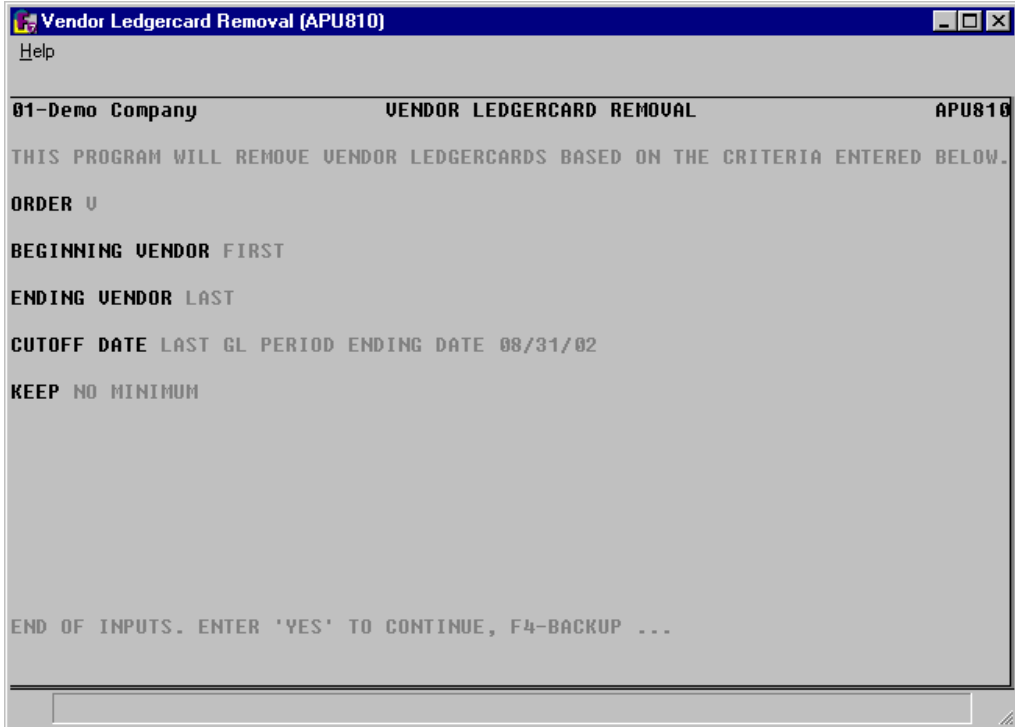 Vendor Ledgercard Removal (APU810)
Help
01-Demo Company VENDOR LEDGERCARD REMOVAL APU810
THIS PROGRAM WILL REMOVE VENDOR LEDGERCARDS BASED ON THE CRITERIA ENTERED BELOW.
ORDER V
BEGINNING VENDOR FIRST
ENDING VENDOR LAST
CUTOFF DATE LAST GL PERIOD ENDING DATE 08/31/02
KEEP NO MINIMUM
END OF INPUTS. ENTER 'YES' TO CONTINUE, F4-BACKUP ...